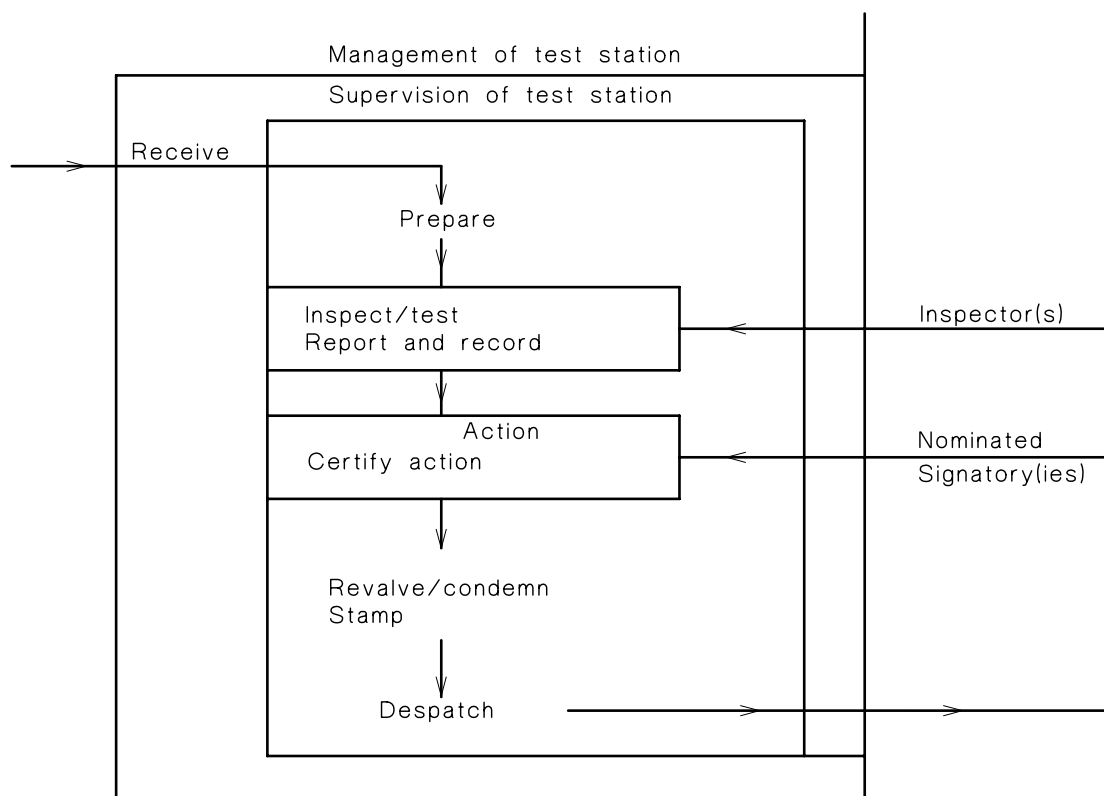 Management of test station
Supervision of test station
Receive
Prepare
Inspect/test
Report and record
Inspector(s)
Action
Certify action
Nominated
Signatory(ies)
Revalve/condemn
Stamp
Despatch